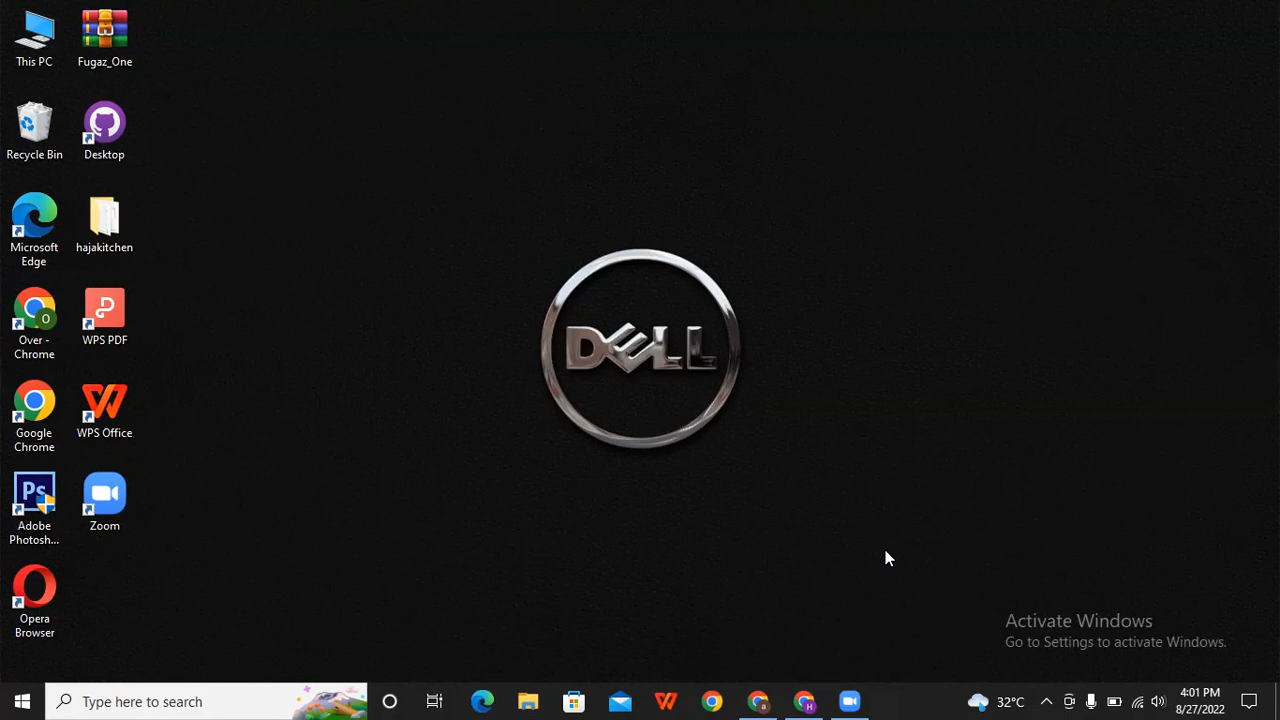 This PC
Fugaz_One
Recycle Bin
Desktop
Microsoft
Edge
hajakitchen
O
Over -
Chrome
WPS PDF
Google
Chrome
WPS Office
Ps
Adobe
Photosh...
Zoom
Opera
Browser
DELL
Activate Windows
Go to Settings to activate Windows.
Type here to search
a
H
32°C
4:01 PM
8/27/2022